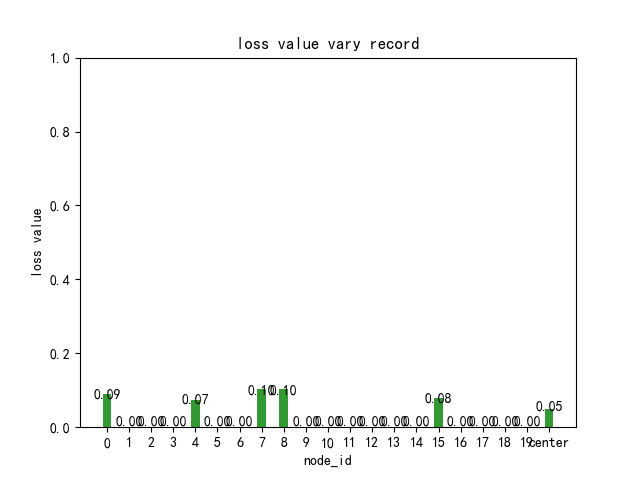 loss value vary record
1.0
0.8
0.6
0.4
0.2
0.0
loss value
0.09 0.00 0.00 0.00 0.07 0.00 0.00 0.10 0.10 0.00 0.00 0.00 0.00 0.00 0.00 0.08 0.00 0.00 0.00 0.00 0.05
0 1 2 3 4 5 6 7 8 9 10 11 12 13 14 15 16 17 18 19 center
node_id